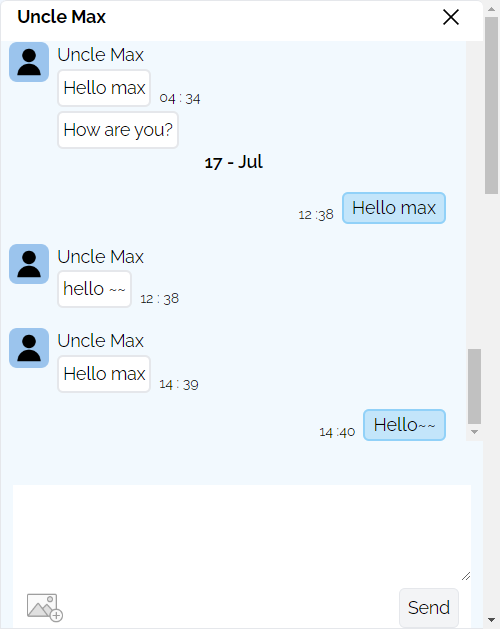 Uncle Max
Uncle Max
Hello max 04 : 34
How are you?
17 - Jul
12 :38 Hello max
Uncle Max
hello ~~ 12 : 38
Uncle Max
Hello max 14 : 39
14 :40 Hello~~
Send